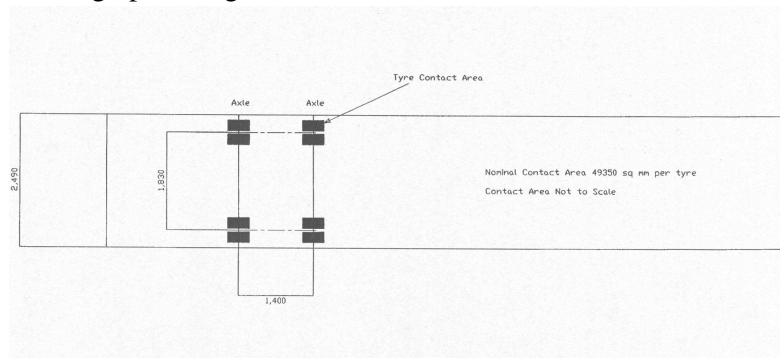 Tyre Contact Area
Axle
Axle
2,490
1,830
Nominal Contact Area 49350 sq mm per tyre
Contact Area Not to Scale
1,400